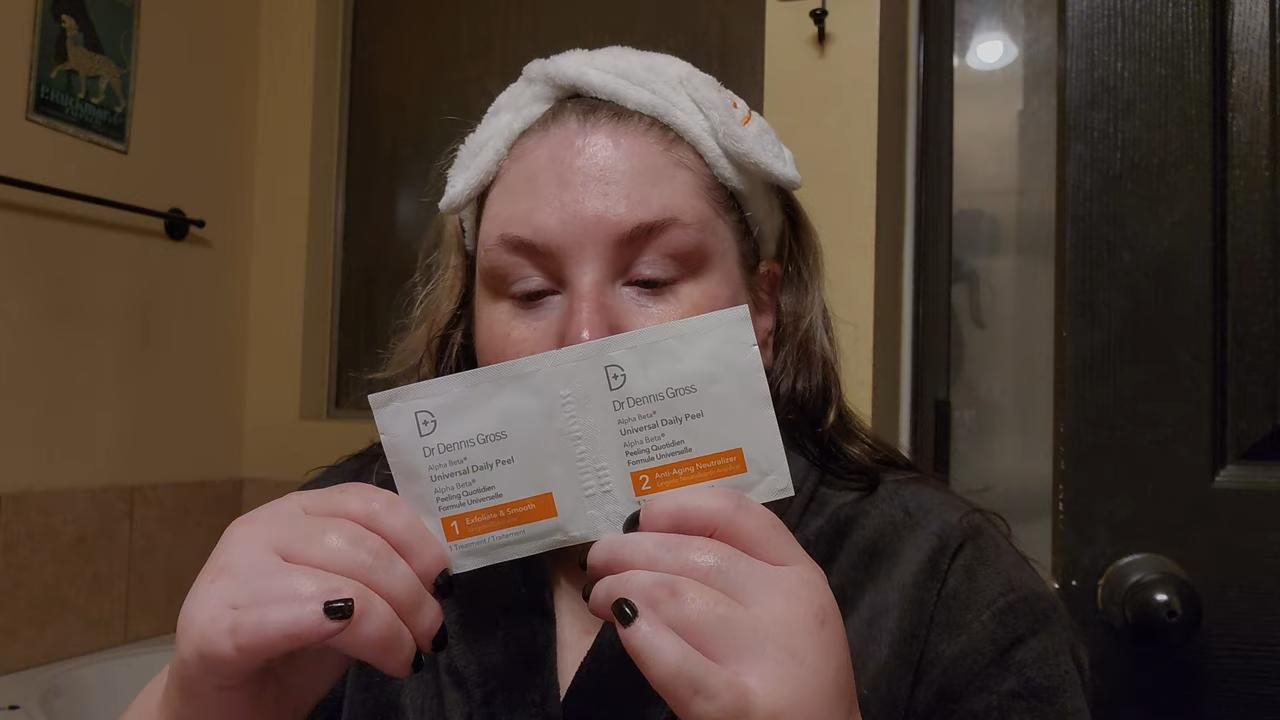 Dr Dennis Gross
Alpha Beta®
Universal Daily Peel
Alpha Beta®
Peeling Quotidien
Formule Universelle
1 Exfoliate & Smooth
1 Treatment / Traitement
Dr Dennis Gross
Alpha Beta®
Universal Daily Peel
Alpha Beta®
Peeling Quotidien
Formule Universelle
2 Anti-Aging Neutralizer